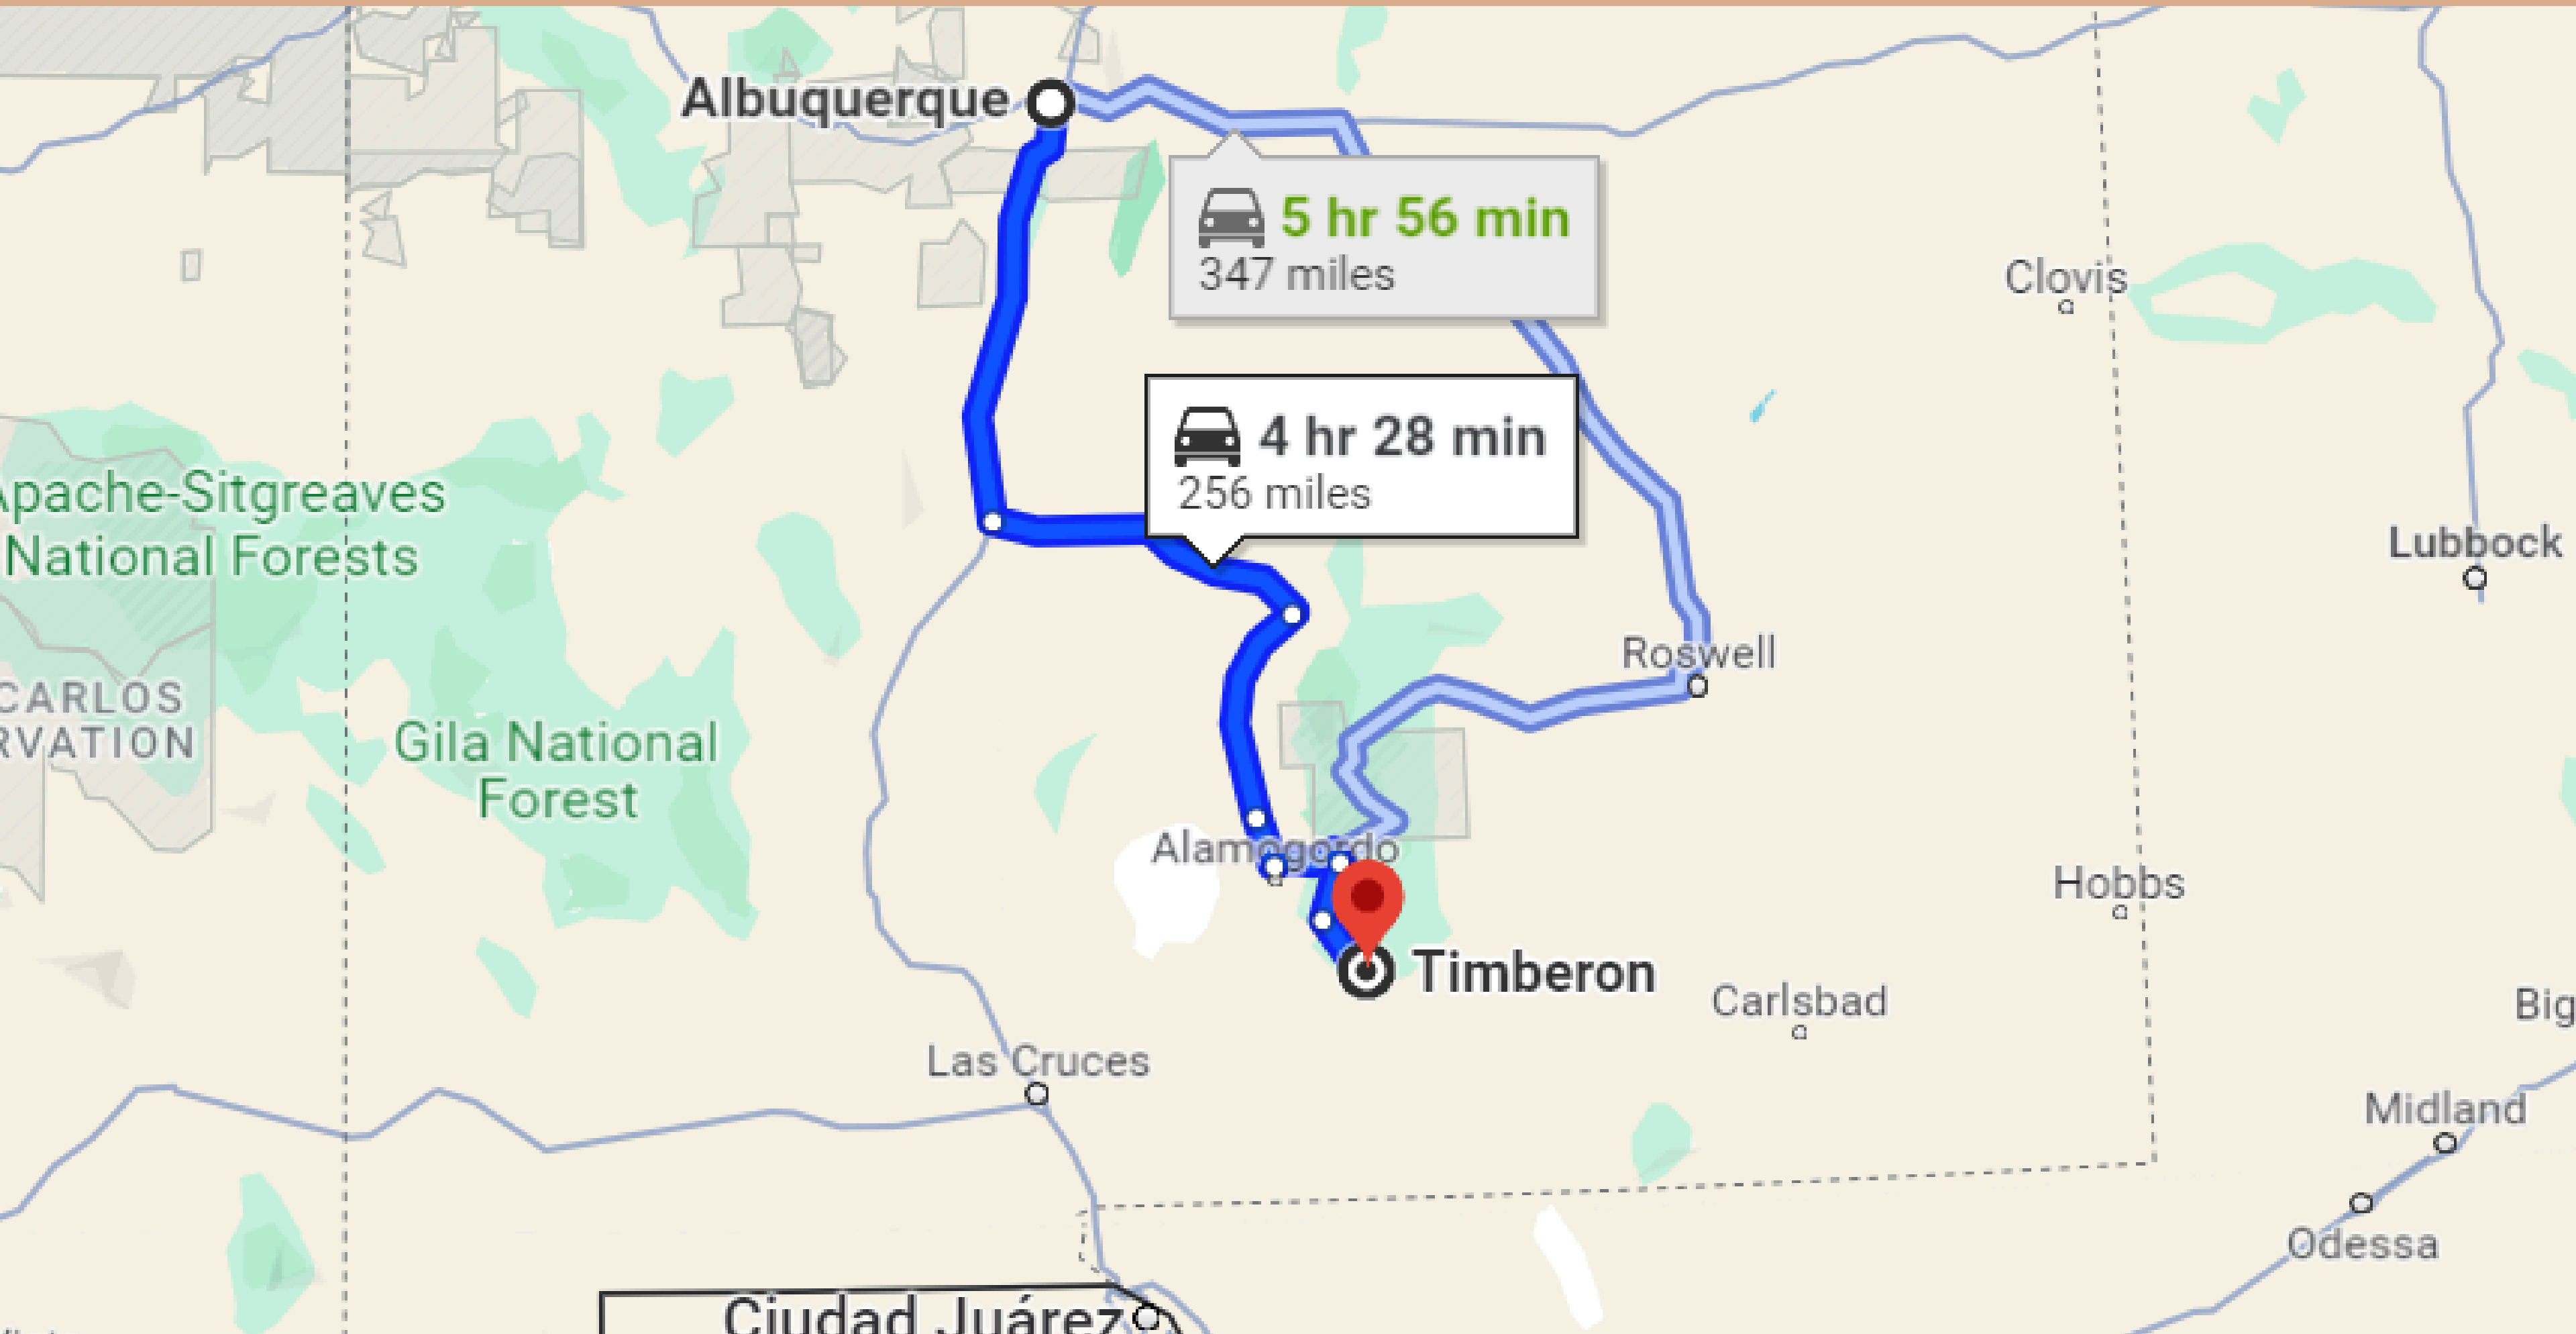 Albuquerque
5 hr 56 min
347 miles
Clovis
4 hr 28 min
256 miles
Apache-Sitgreaves
National Forests
Lubbock
Roswell
CARLOS
RVATION
Gila National
Forest
Alamogordo
Hobbs
Timberon
Carlsbad
Big
Las Cruces
Midland
Odessa
Ciudad Juárez